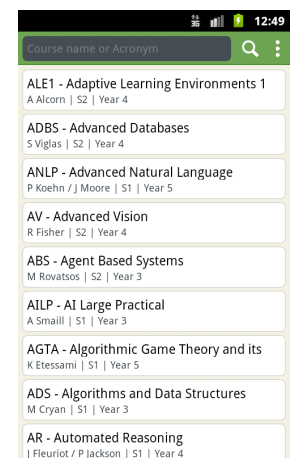 3G 12:49
Course name or Acronym
ALE1 - Adaptive Learning Environments 1
A Alcorn | S2 | Year 4
ADBS - Advanced Databases
S Viglas | S2 | Year 4
ANLP - Advanced Natural Language
P Koehn / J Moore | S1 | Year 5
AV - Advanced Vision
R Fisher | S2 | Year 4
ABS - Agent Based Systems
M Rovatsos | S2 | Year 3
AILP - AI Large Practical
A Smaill | S1 | Year 3
AGTA - Algorithmic Game Theory and its
K Etessami | S1 | Year 5
ADS - Algorithms and Data Structures
M Cryan | S1 | Year 3
AR - Automated Reasoning
J Fleuriot / P Jackson | S1 | Year 4